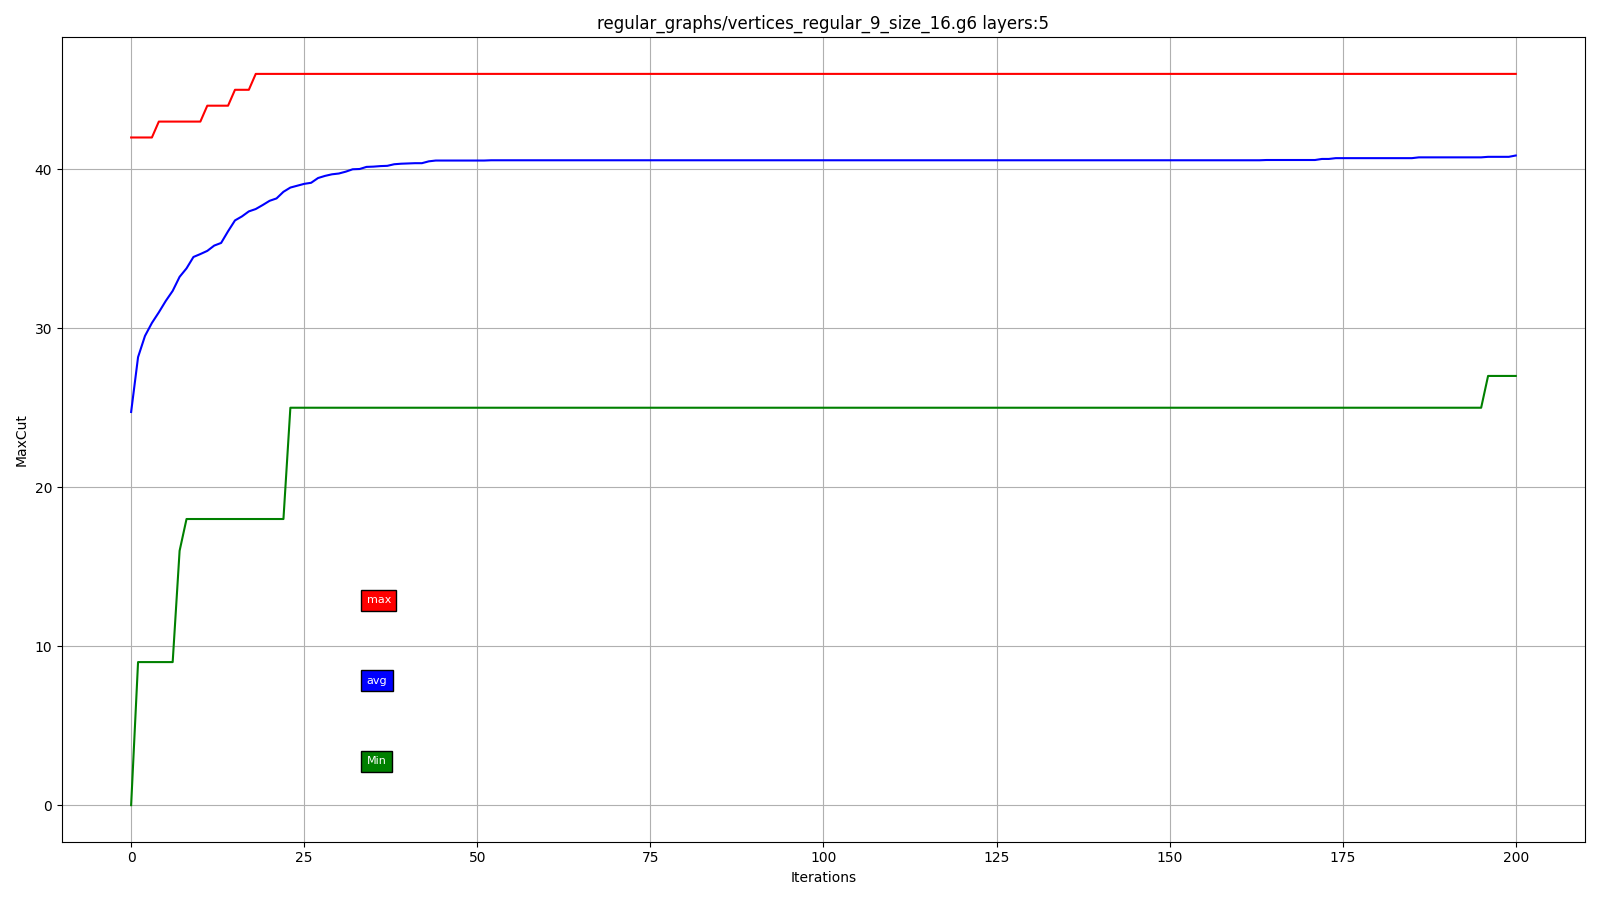 regular_graphs/vertices_regular_9_size_16.g6 layers:5
MaxCut
40
30
20
10
0
max
avg
Min
0 25 50 75 100 125 150 175 200
Iterations